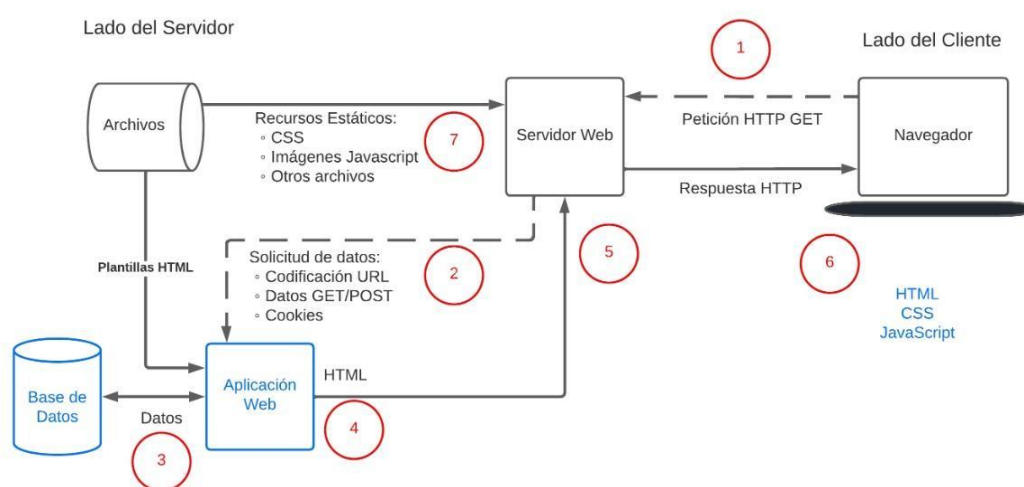 Lado del Servidor
1
Lado del Cliente
Archivos
Recursos Estáticos:
◦ CSS
◦ Imágenes Javascript
◦ Otros archivos
7
Servidor Web
Petición HTTP GET
Navegador
Respuesta HTTP
Plantillas HTML
Solicitud de datos:
◦ Codificación URL
◦ Datos GET/POST
◦ Cookies
2
5
6
HTML
CSS
JavaScript
Base de
Datos
Datos
3
Aplicación
Web
HTML
4